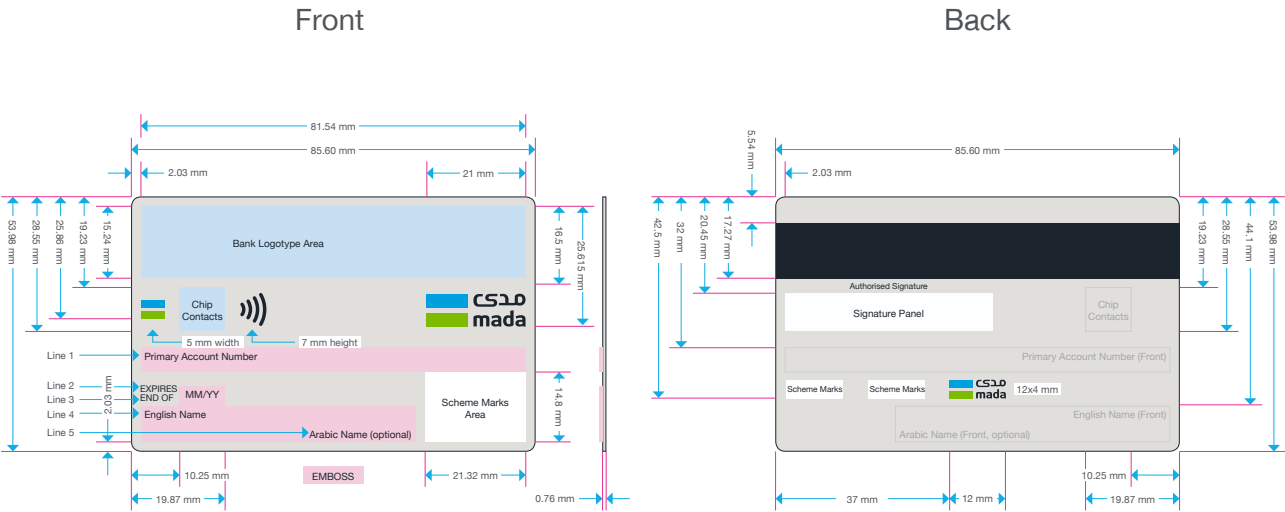 Front
Back
81.54 mm
85.60 mm
2.03 mm
21 mm
53.98 mm
28.55 mm
25.86 mm
19.23 mm
15.24 mm
Bank Logotype Area
16.5 mm
25.615 mm
Chip
Contacts
مدى
mada
5 mm width
7 mm height
Line 1
Primary Account Number
Line 2
EXPIRES
Line 3
END OF
MM/YY
Line 4
English Name
Line 5
Arabic Name (optional)
2.03 mm
Scheme Marks
Area
14.8 mm
10.25 mm
EMBOSS
21.32 mm
19.87 mm
0.76 mm
5.54 mm
85.60 mm
2.03 mm
42.5 mm
32 mm
20.45 mm
17.27 mm
19.23 mm
28.55 mm
44.1 mm
53.98 mm
Authorised Signature
Signature Panel
Chip
Contacts
Primary Account Number (Front)
Scheme Marks
Scheme Marks
مدى
mada
12x4 mm
English Name (Front)
Arabic Name (Front, optional)
10.25 mm
37 mm
12 mm
19.87 mm